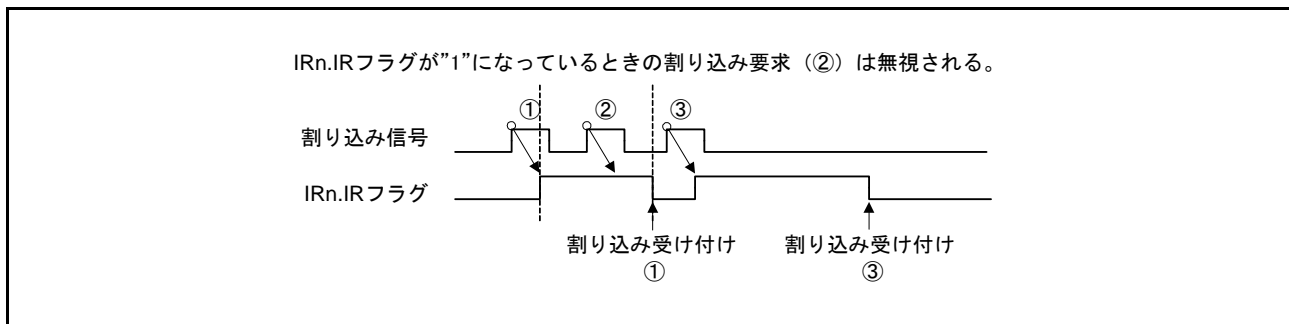 IRn.IRフラグが”1”になっているときの割り込み要求（②）は無視される。
① ② ③
割り込み信号
IRn.IRフラグ
割り込み受け付け 割り込み受け付け
① ③